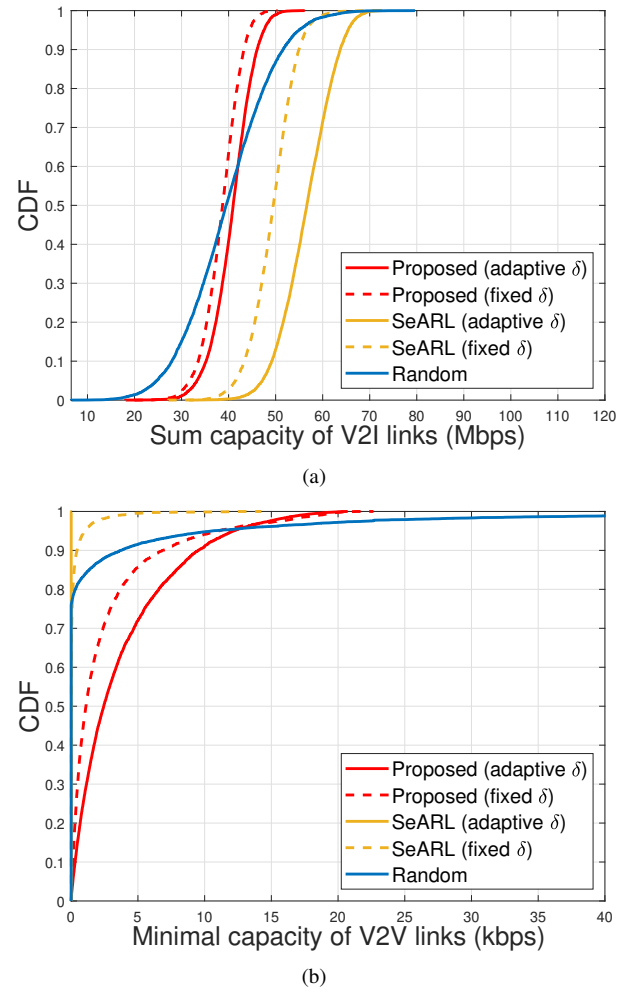 1
0.9
0.8
0.7
0.6
0.5
0.4
0.3
0.2
0.1
0
CDF
Proposed (adaptive δ)
Proposed (fixed δ)
SeARL (adaptive δ)
SeARL (fixed δ)
Random
10 20 30 40 50 60 70 80 90 100 110 120
Sum capacity of V2I links (Mbps)
(a)
1
0.9
0.8
0.7
0.6
0.5
0.4
0.3
0.2
0.1
0
CDF
Proposed (adaptive δ)
Proposed (fixed δ)
SeARL (adaptive δ)
SeARL (fixed δ)
Random
0 5 10 15 20 25 30 35 40
Minimal capacity of V2V links (kbps)
(b)